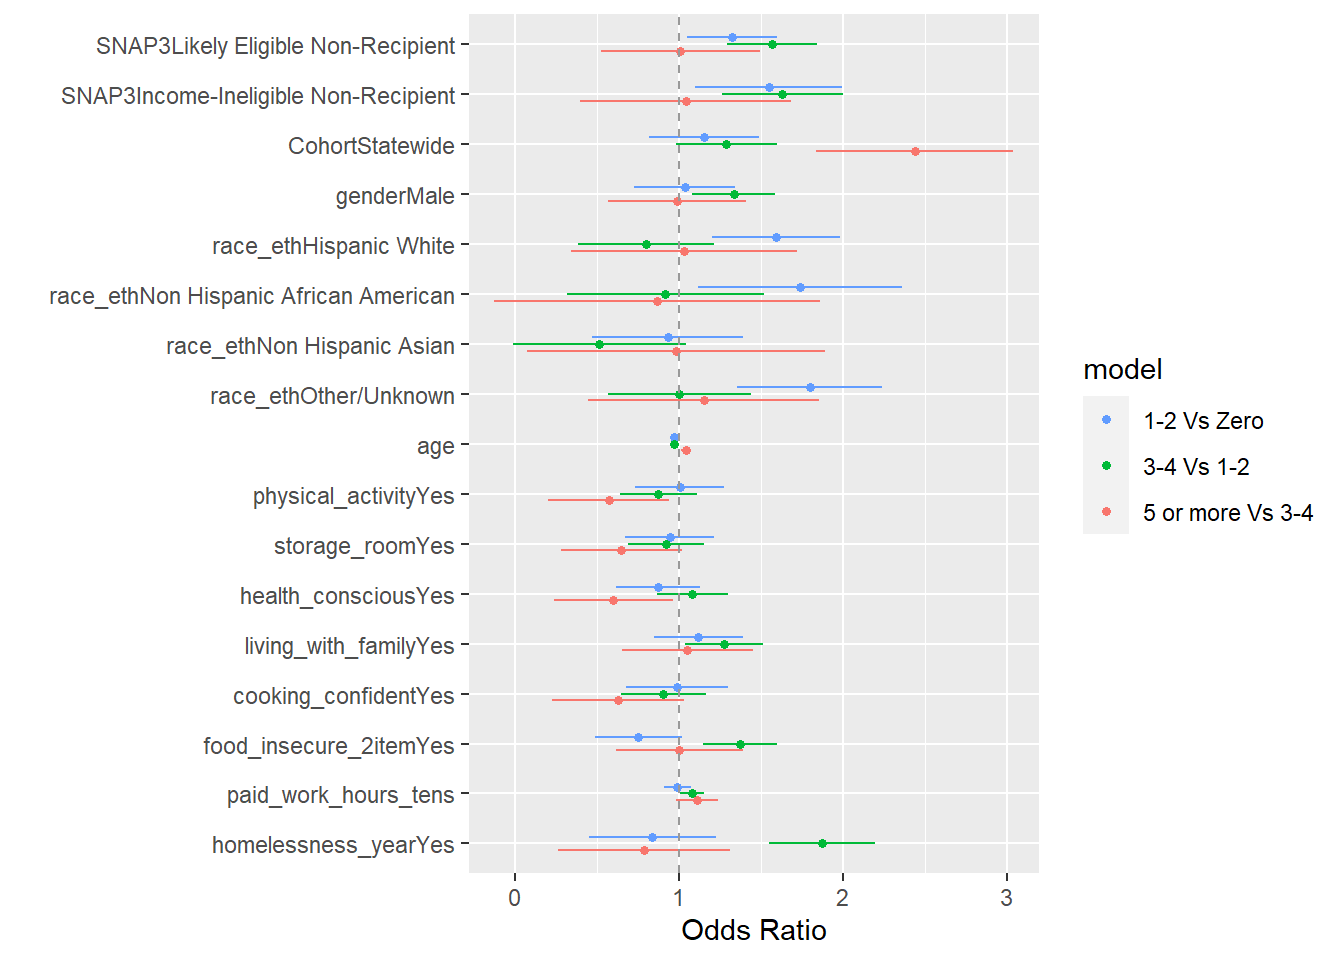 SNAP3Likely Eligible Non-Recipient
SNAP3Income-Ineligible Non-Recipient
CohortStatewide
genderMale
race_ethHispanic White
race_ethNon Hispanic African American
race_ethNon Hispanic Asian
race_ethOther/Unknown
age
physical_activityYes
storage_roomYes
health_consciousYes
living_with_familyYes
cooking_confidentYes
food_insecure_2itemYes
paid_work_hours_tens
homelessness_yearYes
0 1 2 3
Odds Ratio
model
1-2 Vs Zero
3-4 Vs 1-2
5 or more Vs 3-4